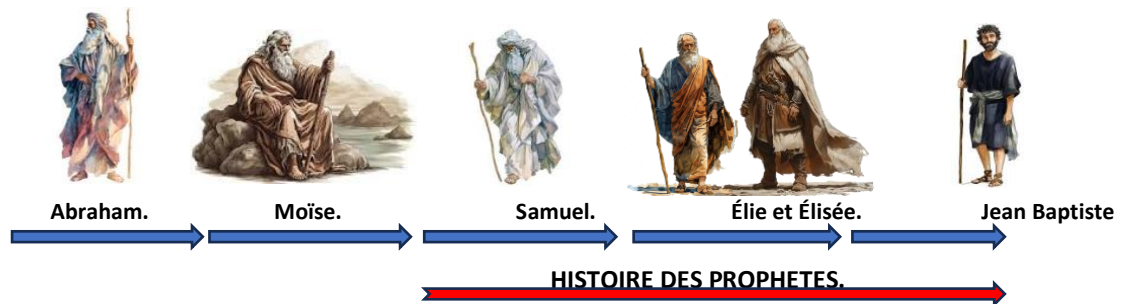 Abraham. Moïse. Samuel. Élie et Élisée. Jean Baptiste
HISTOIRE DES PROPHETES.